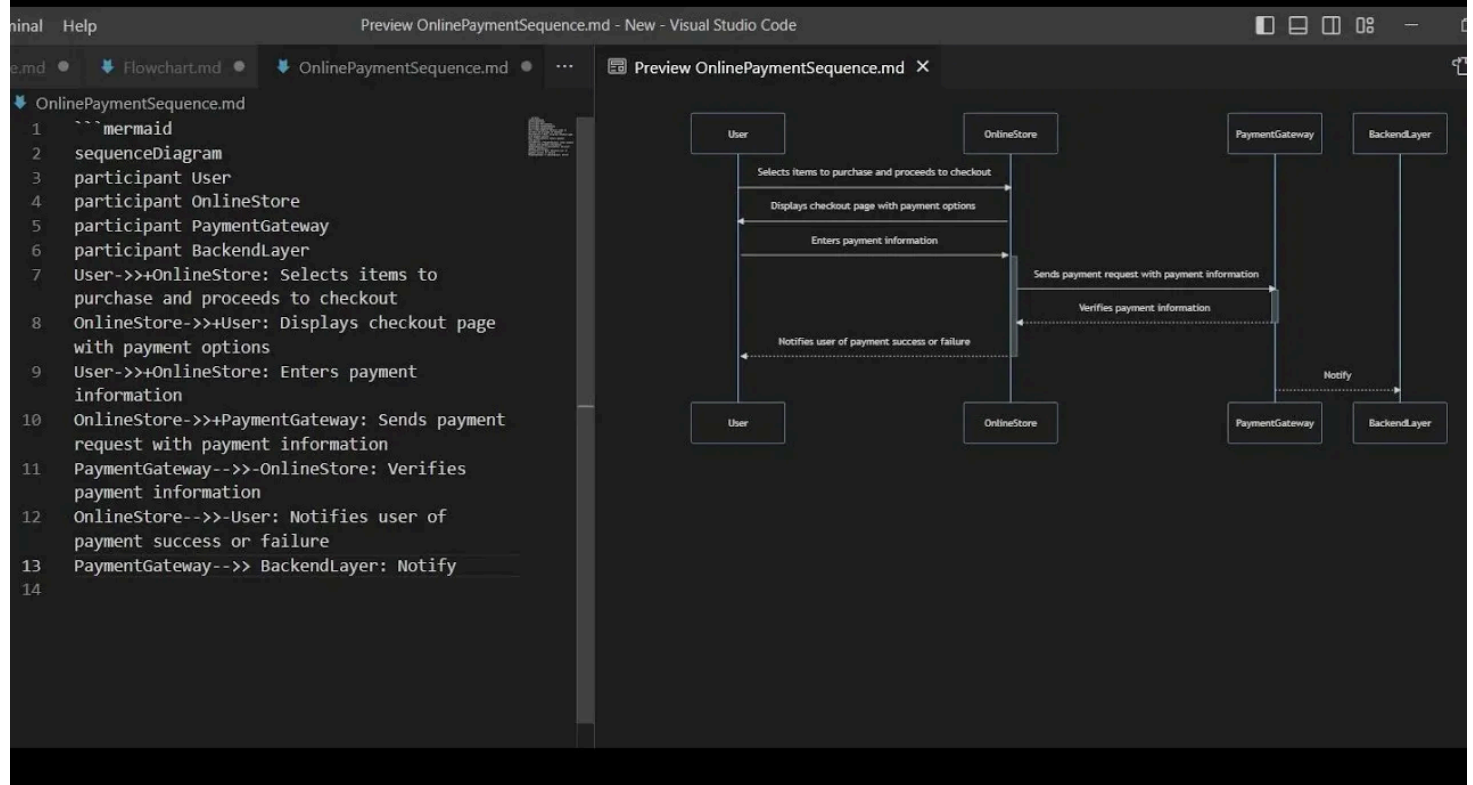 Help
Preview OnlinePaymentSequence.md - New - Visual Studio Code
Flowchart.md
OnlinePaymentSequence.md
...
Preview OnlinePaymentSequence.md
OnlinePaymentSequence.md
1 ```mermaid
2 sequenceDiagram
3 participant User
4 participant OnlineStore
5 participant PaymentGateway
6 participant BackendLayer
7 User->>+OnlineStore: Selects items to
purchase and proceeds to checkout
8 OnlineStore->>+User: Displays checkout page
with payment options
9 User->>+OnlineStore: Enters payment
information
10 OnlineStore->>+PaymentGateway: Sends payment
request with payment information
11 PaymentGateway-->>-OnlineStore: Verifies
payment information
12 OnlineStore-->>-User: Notifies user of
payment success or failure
13 PaymentGateway-->> BackendLayer: Notify
14
User
OnlineStore
PaymentGateway
BackendLayer
Selects items to purchase and proceeds to checkout
Displays checkout page with payment options
Enters payment information
Sends payment request with payment information
Verifies payment information
Notifies user of payment success or failure
Notify
User
OnlineStore
PaymentGateway
BackendLayer